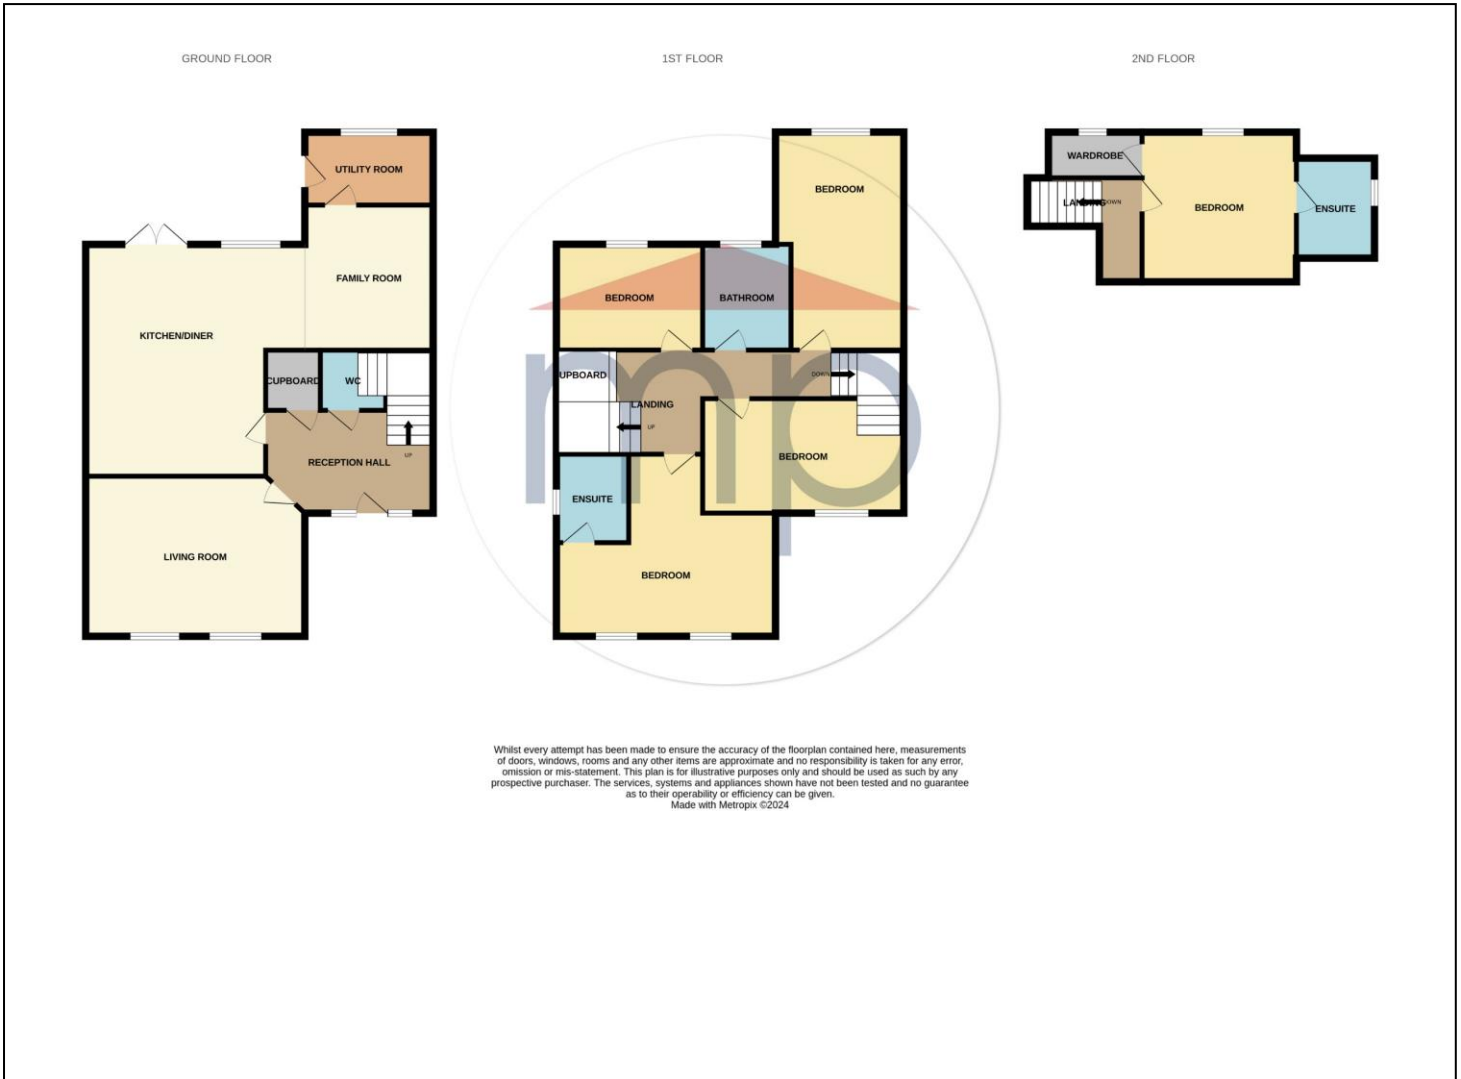 GROUND FLOOR
1ST FLOOR
2ND FLOOR
UTILITY ROOM
FAMILY ROOM
KITCHEN/DINER
CUPBOARD
WC
UP
RECEPTION HALL
LIVING ROOM
BEDROOM
BEDROOM
BATHROOM
UPBOARD
DOWN
LANDING
UP
BEDROOM
ENSUITE
BEDROOM
mp
WARDROBE
LANDING
DOWN
BEDROOM
ENSUITE
Whilst every attempt has been made to ensure the accuracy of the floorplan contained here, measurements
of doors, windows, rooms and any other items are approximate and no responsibility is taken for any error,
omission or mis-statement. This plan is for illustrative purposes only and should be used as such by any
prospective purchaser. The services, systems and appliances shown have not been tested and no guarantee
as to their operability or efficiency can be given.
Made with Metropix ©2024